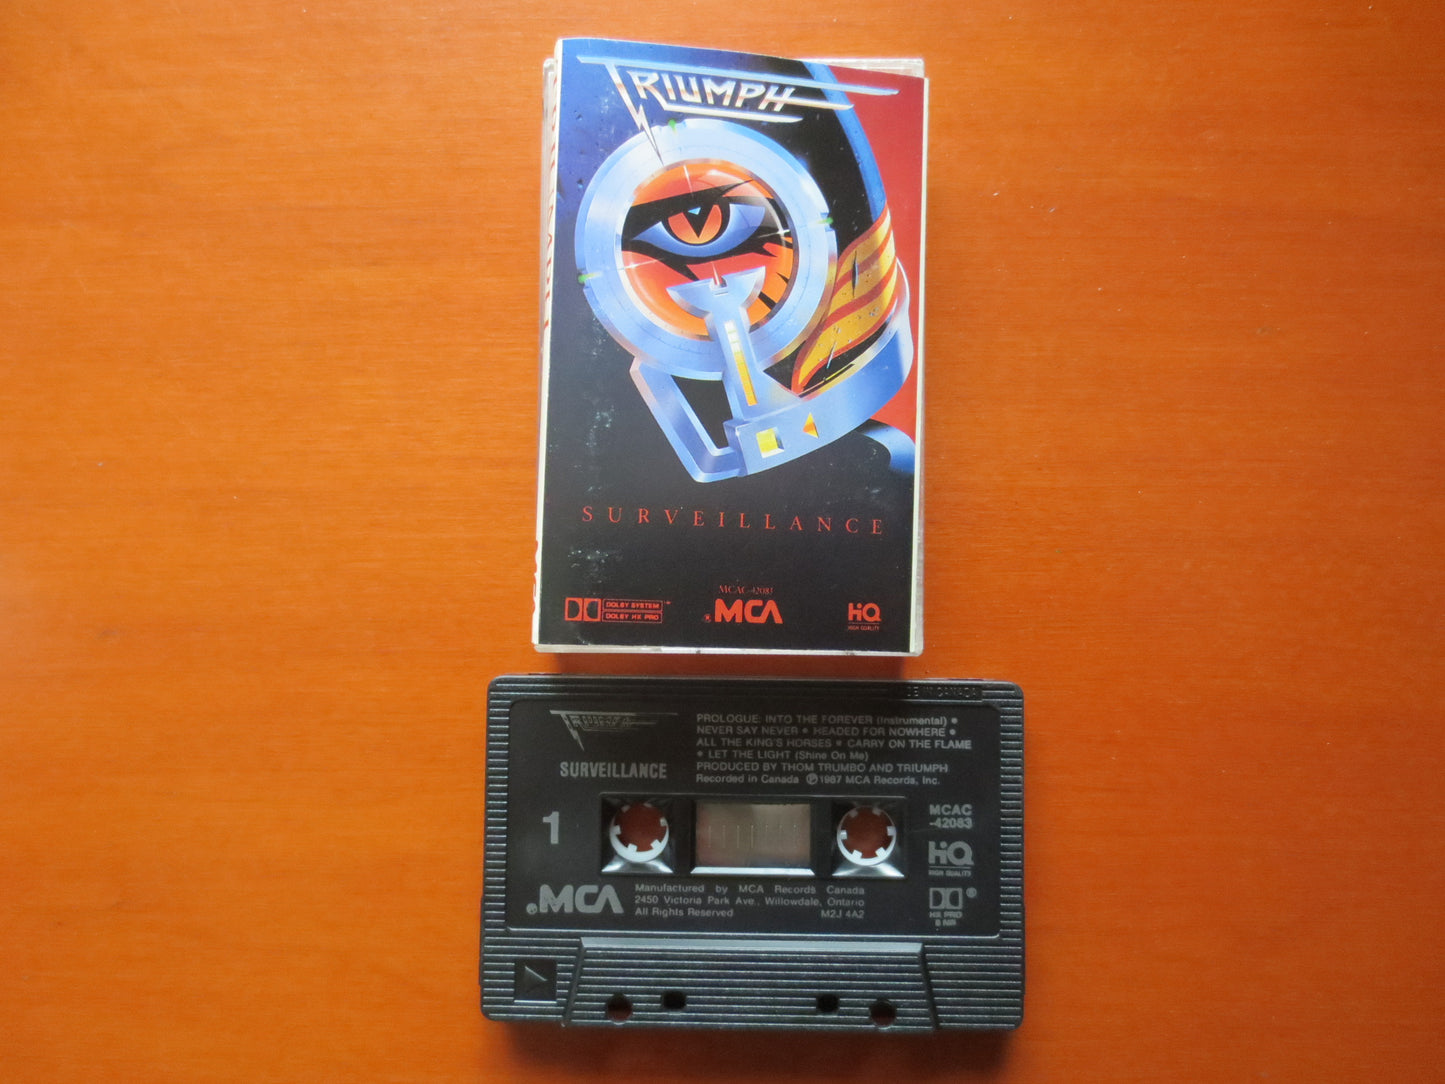 TRIUMPH
SURVEILLANCE
MCAC-42083
DOLBY SYSTEM
DOLBY HX PRO
® MCA
HiQ
HIGH QUALITY
IN CANADA
TRIUMPH
SURVEILLANCE
PROLOGUE: INTO THE FOREVER (Instrumental) •
NEVER SAY NEVER • HEADED FOR NOWHERE •
ALL THE KING'S HORSES • CARRY ON THE FLAME
• LET THE LIGHT (Shine On Me)
PRODUCED BY THOM TRUMBO AND TRIUMPH
Recorded in Canada ℗1987 MCA Records, Inc.
1
MCAC
-42083
HiQ
HIGH QUALITY
®
HX PRO
B NR
MCA
Manufactured by MCA Records Canada
2450 Victoria Park Ave., Willowdale, Ontario
All Rights Reserved M2J 4A2